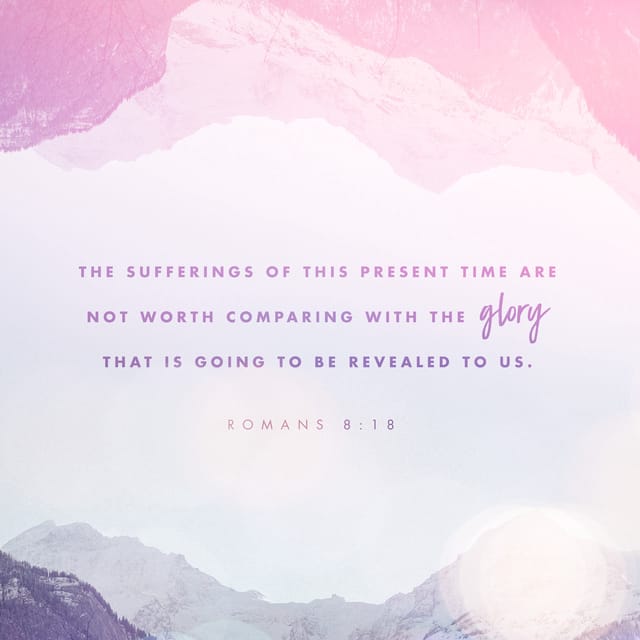 THE SUFFERINGS OF THIS PRESENT TIME ARE
NOT WORTH COMPARING WITH THE glory
THAT IS GOING TO BE REVEALED TO US.
ROMANS 8:18